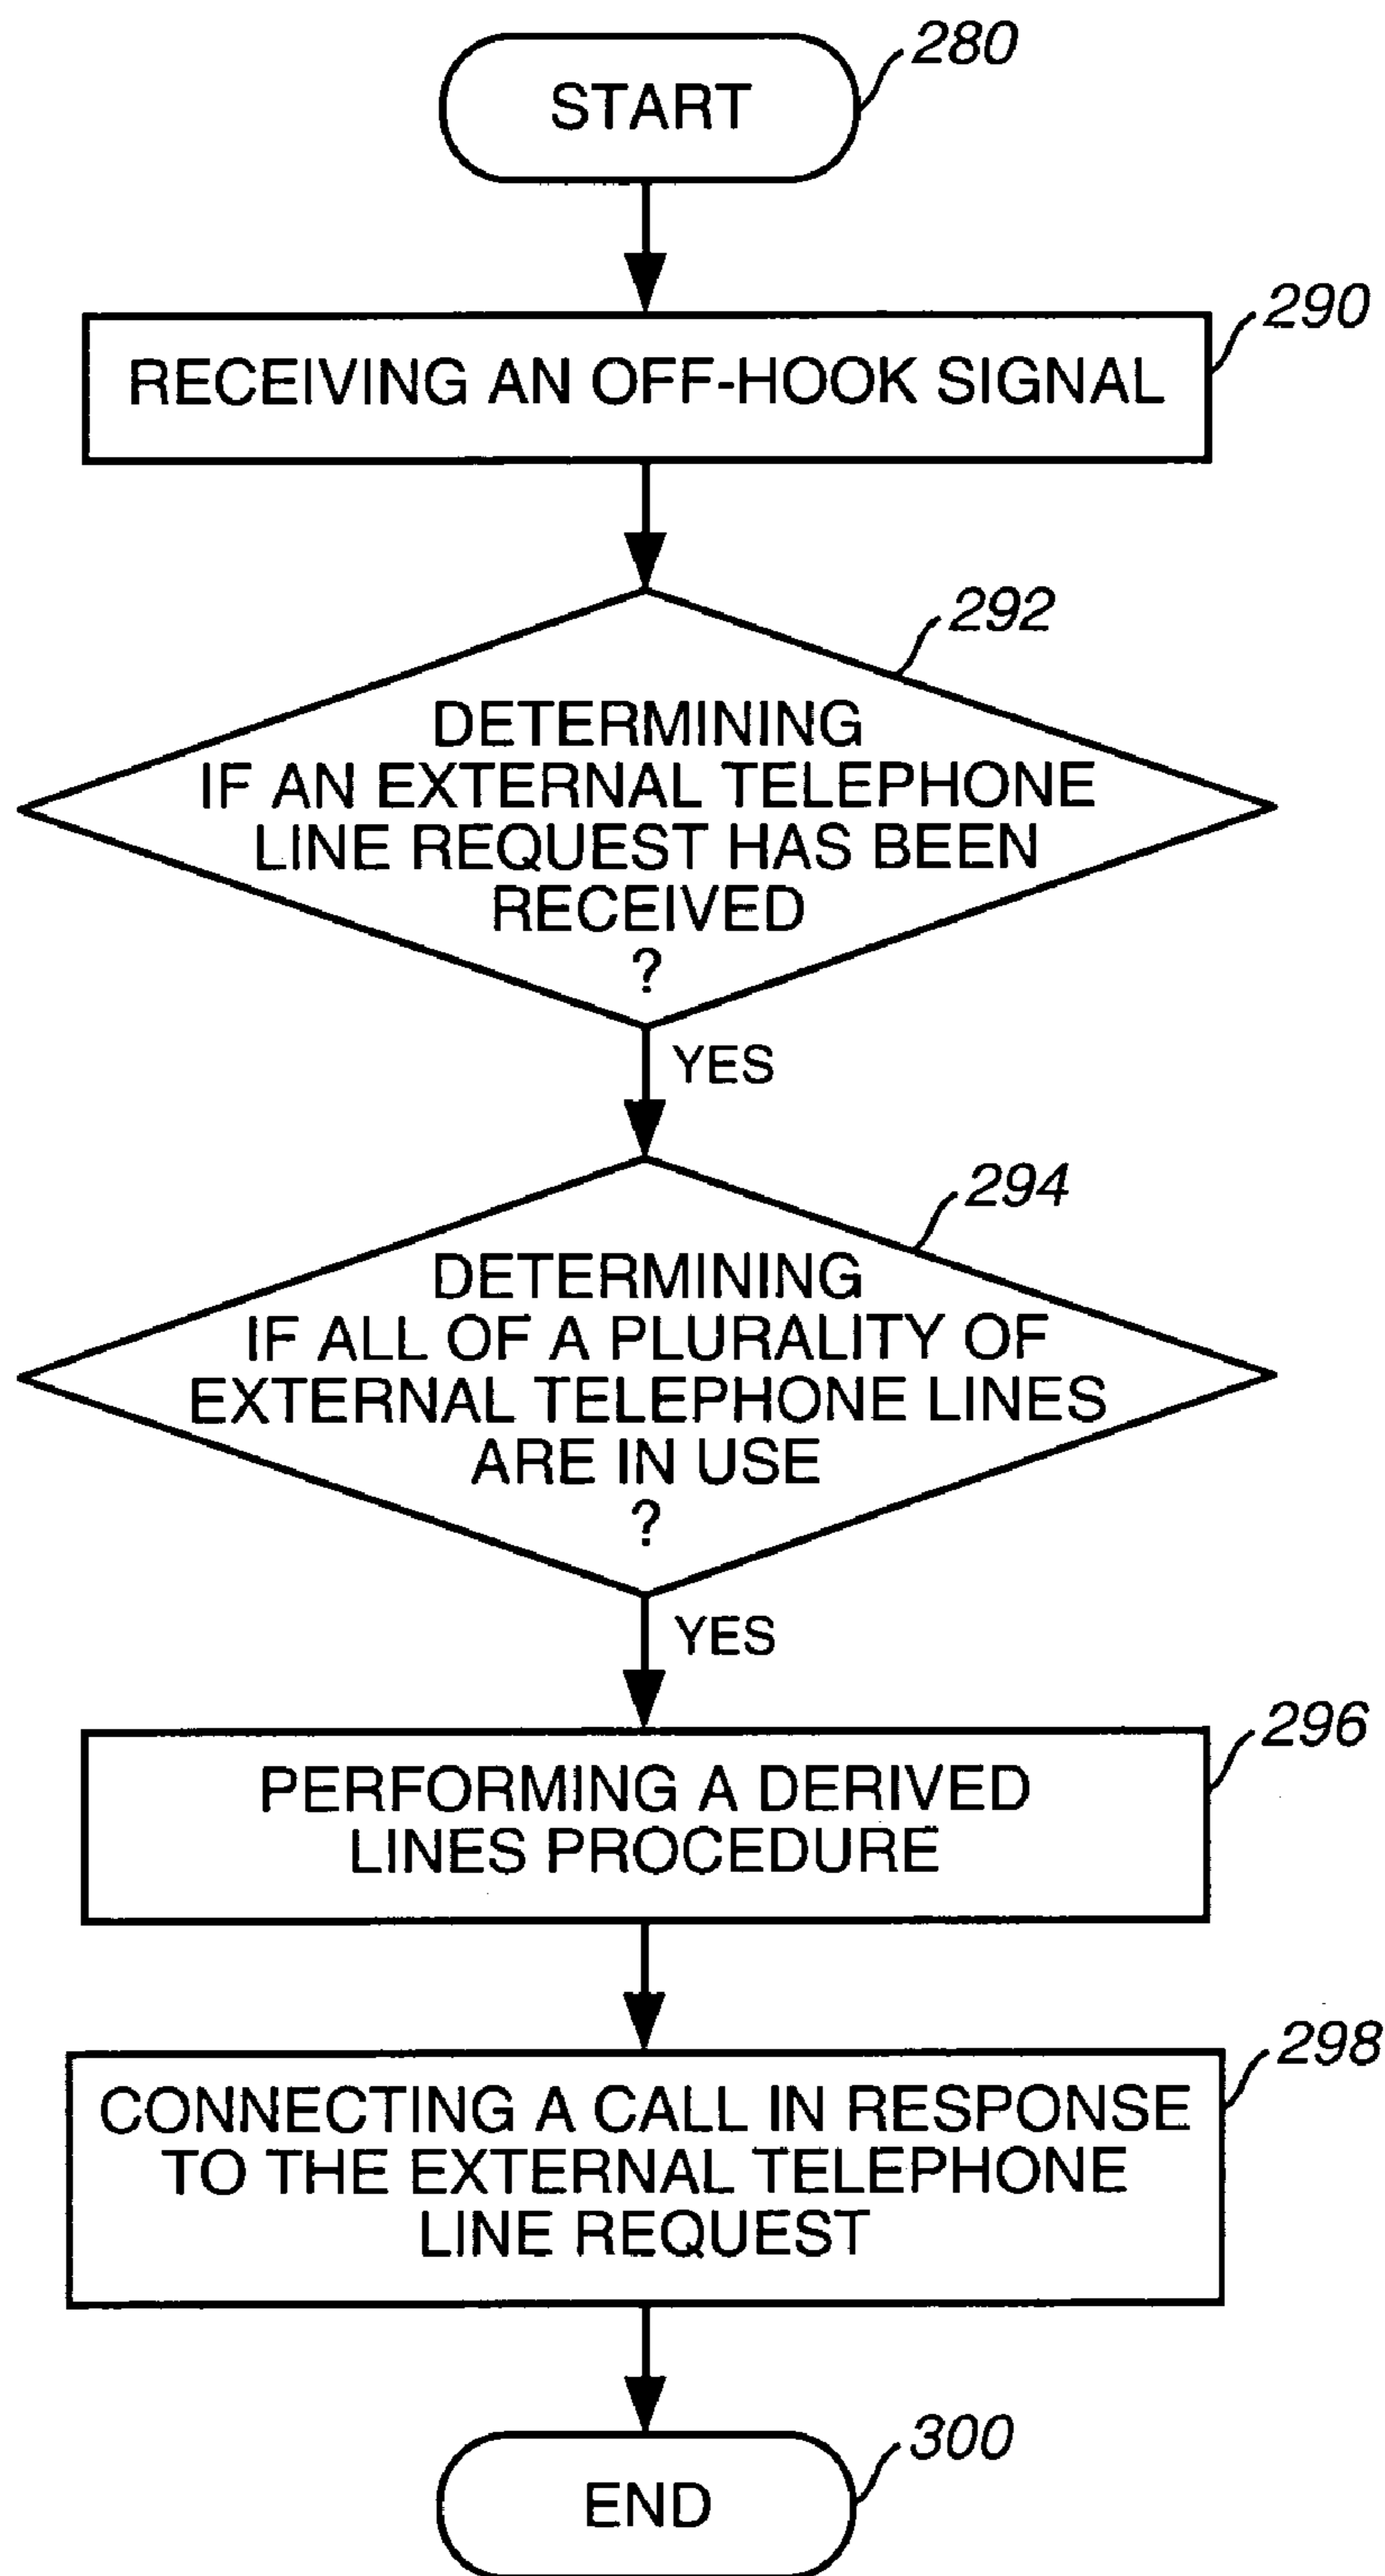 START
280
RECEIVING AN OFF-HOOK SIGNAL
290
292
DETERMINING
IF AN EXTERNAL TELEPHONE
LINE REQUEST HAS BEEN
RECEIVED
?
YES
294
DETERMINING
IF ALL OF A PLURALITY OF
EXTERNAL TELEPHONE LINES
ARE IN USE
?
YES
296
PERFORMING A DERIVED
LINES PROCEDURE
298
CONNECTING A CALL IN RESPONSE
TO THE EXTERNAL TELEPHONE
LINE REQUEST
300
END